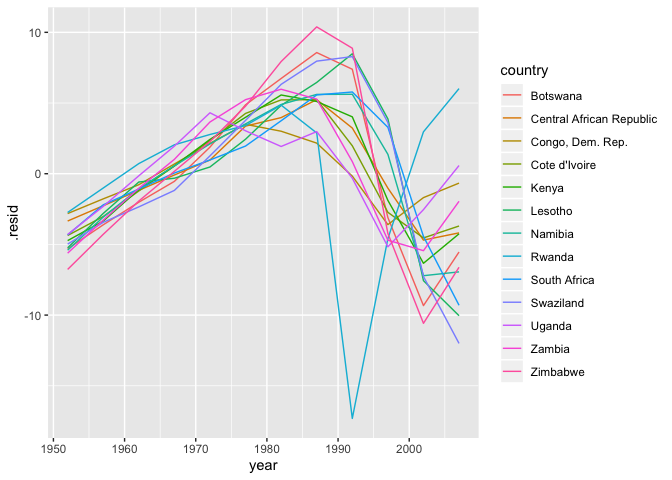 10
0
-10
.resid
1950
1960
1970
1980
1990
2000
year
country
Botswana
Central African Republic
Congo, Dem. Rep.
Cote d'Ivoire
Kenya
Lesotho
Namibia
Rwanda
South Africa
Swaziland
Uganda
Zambia
Zimbabwe